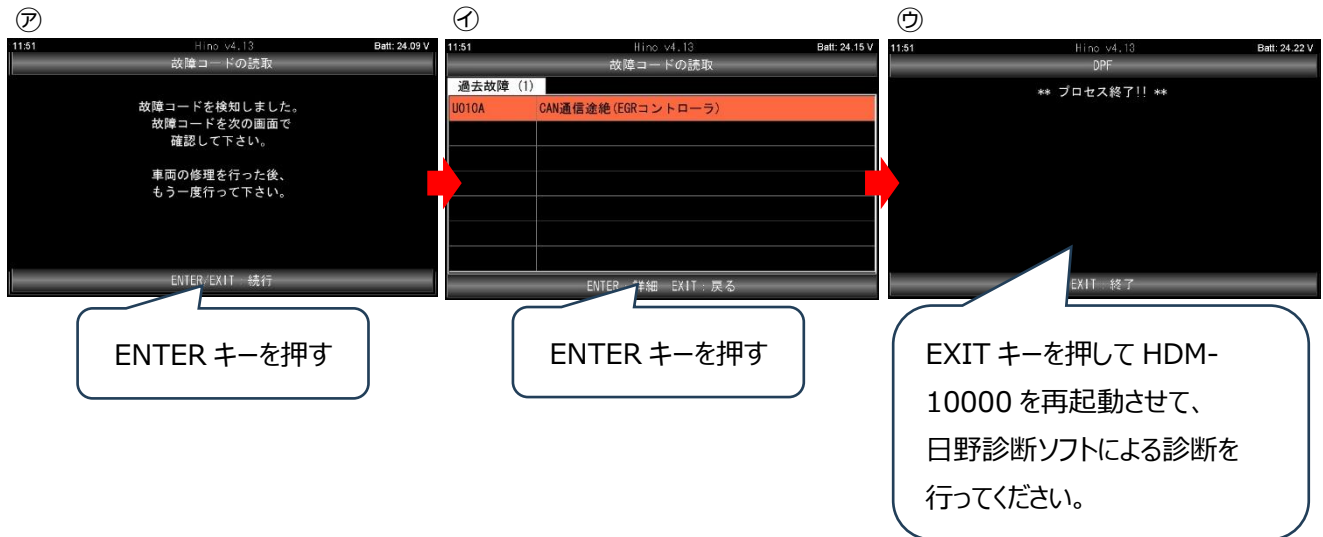 ㋐
11:51 Hino v4.13 Batt: 24.09 V
故障コードの読取
故障コードを検知しました。
故障コードを次の画面で
確認して下さい。
車両の修理を行った後、
もう一度行って下さい。
ENTER/EXIT：続行
ENTER キーを押す
㋑
11:51 Hino v4.13 Batt: 24.15 V
故障コードの読取
過去故障 (1)
U010A CAN通信途絶(EGRコントローラ)
ENTER：詳細 EXIT：戻る
ENTER キーを押す
㋒
11:51 Hino v4.13 Batt: 24.22 V
DPF
** プロセス終了!! **
EXIT：終了
EXIT キーを押して HDM-
10000 を再起動させて、
日野診断ソフトによる診断を
行ってください。